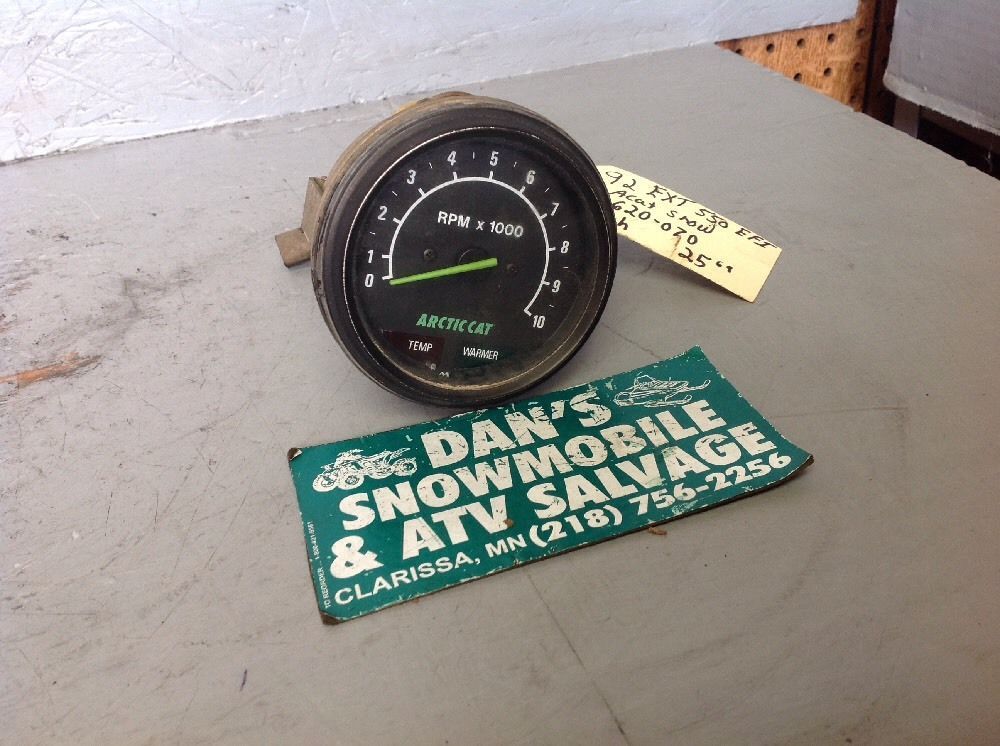 0 1 2 3 4 5 6 7 8 9 10
RPM x 1000
ARCTIC CAT
TEMP WARMER
92 EXT 550 EFI
Acat Snow
620-070
25
DAN'S
SNOWMOBILE
& ATV SALVAGE
CLARISSA, MN (218) 756-2256